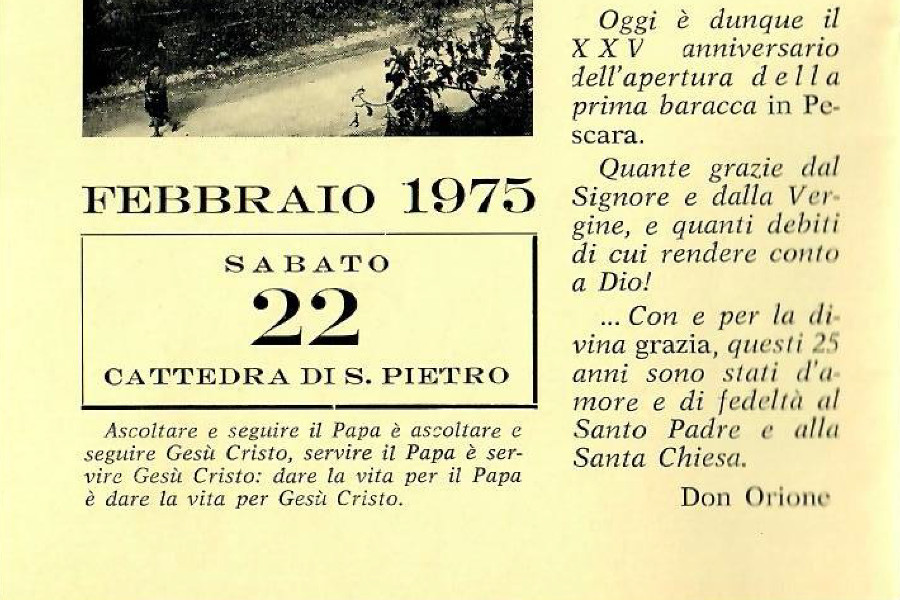 FEBBRAIO 1975
SABATO
22
CATTEDRA DI S. PIETRO
Ascoltare e seguire il Papa è ascoltare e
seguire Gesù Cristo, servire il Papa è ser-
vire Gesù Cristo: dare la vita per il Papa
è dare la vita per Gesù Cristo.
Oggi è dunque il
XXV anniversario
dell'apertura della
prima baracca in Pe-
scara.
Quante grazie dal
Signore e dalla Ver-
gine, e quanti debiti
di cui rendere conto
a Dio!
... Con e per la di-
vina grazia, questi 25
anni sono stati d'a-
more e di fedeltà al
Santo Padre e alla
Santa Chiesa.
Don Orione